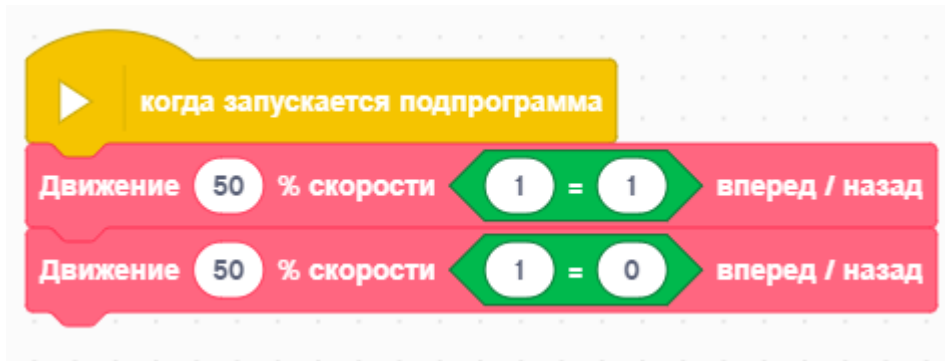 когда запускается подпрограмма
Движение 50 % скорости 1 = 1 вперед / назад
Движение 50 % скорости 1 = 0 вперед / назад